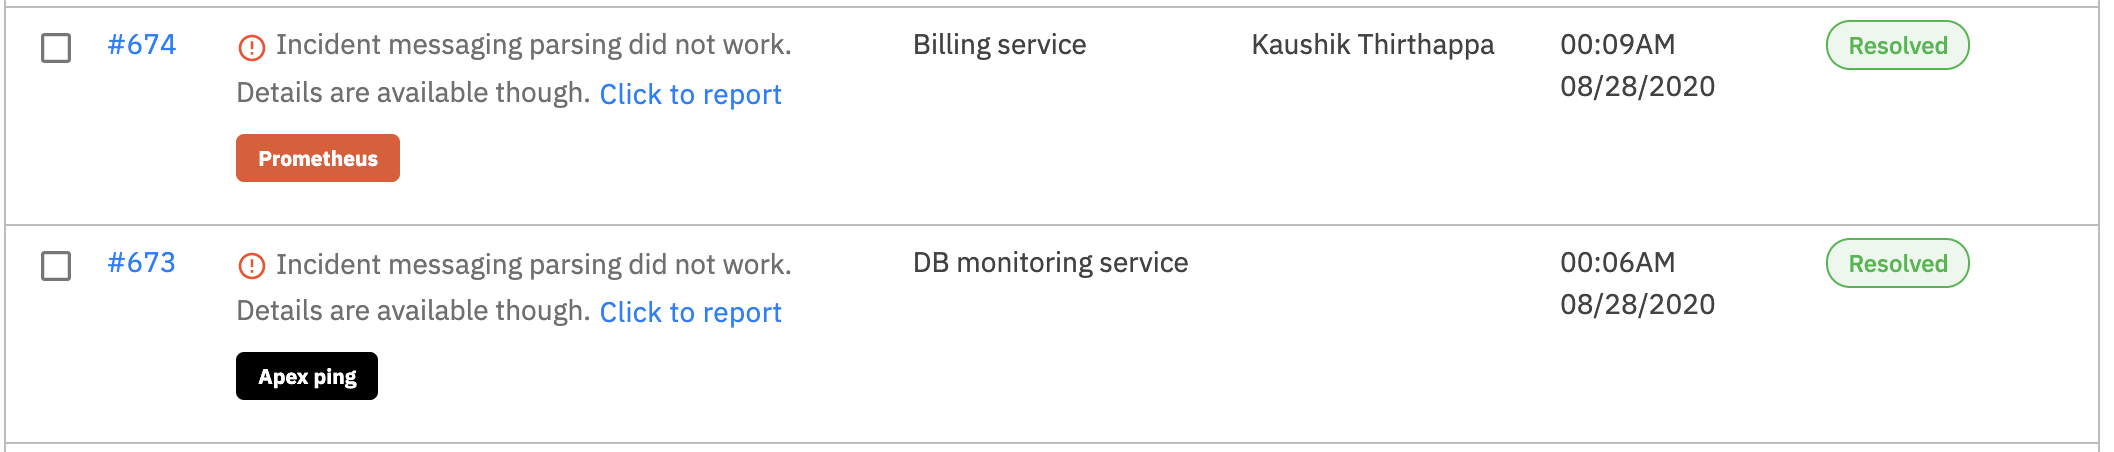 #674 Incident messaging parsing did not work. Billing service Kaushik Thirthappa 00:09AM Resolved
Details are available though. Click to report 08/28/2020
Prometheus
#673 Incident messaging parsing did not work. DB monitoring service 00:06AM Resolved
Details are available though. Click to report 08/28/2020
Apex ping